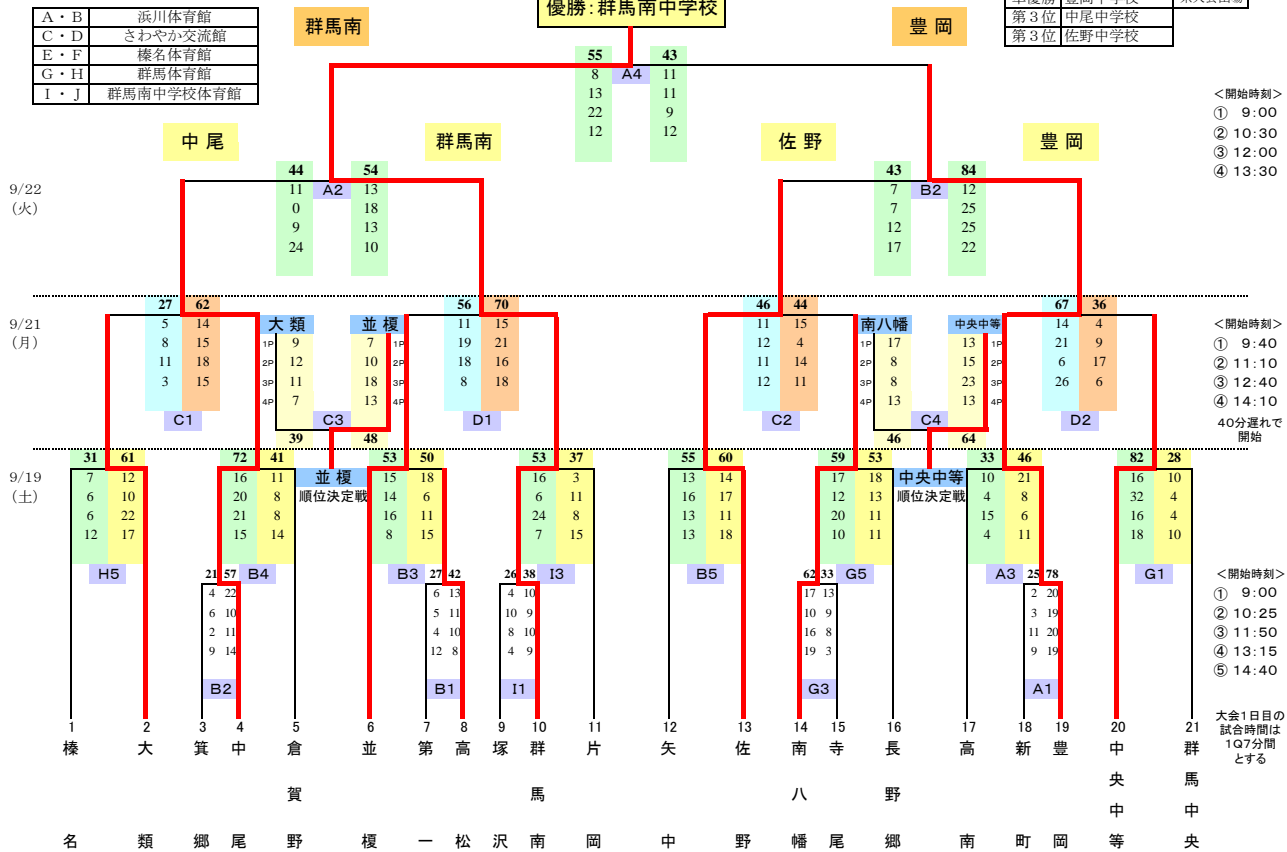 A・B 浜川体育館
C・D さわやか交流館
E・F 榛名体育館
G・H 群馬体育館
I・J 群馬南中学校体育館
優勝:群馬南中学校
群馬南
豊岡
第3位 中尾中学校
第3位 佐野中学校
55 43
8 A4 11
13 11
22 9
12 12
＜開始時刻＞
① 9:00
② 10:30
③ 12:00
④ 13:30
中尾
群馬南
佐野
豊岡
9/22
（火）
44 54
11 A2 13
0 18
9 13
24 10
43 84
7 B2 12
7 25
12 25
17 22
9/21
（月）
27 62
5 14
8 15
11 18
3 15
C1
大類 並榎
1P 9 7 1P
2P 12 10 2P
3P 11 18 3P
4P 7 13 4P
C3
39 48
並榎
順位決定戦
56 70
11 15
19 21
18 16
8 18
D1
46 44
11 15
12 4
11 14
12 11
C2
南八幡 中央中等
1P 17 13 1P
2P 8 15 2P
3P 8 23 3P
4P 13 13 4P
C4
46 64
中央中等
順位決定戦
67 36
14 4
21 9
6 17
26 6
D2
＜開始時刻＞
① 9:40
② 11:10
③ 12:40
④ 14:10
40分遅れで
開始
9/19
（土）
31 61
7 12
6 10
6 22
12 17
H5
72 41
16 11
20 8
21 8
15 14
B4
53 50
15 18
14 6
16 11
8 15
B3
53 37
16 3
6 11
24 8
7 15
I3
55 60
13 14
16 17
13 11
13 18
B5
59 53
17 18
12 13
20 11
10 11
G5
33 46
10 21
4 8
15 6
4 11
A3
82 28
16 10
32 4
16 4
18 10
G1
21 57
4 22
6 10
2 11
9 14
B2
27 42
6 13
5 11
4 10
12 8
B1
26 38
4 10
10 9
8 10
4 9
I1
62 33
17 13
10 9
16 8
19 3
G3
25 78
2 20
3 19
11 20
9 19
A1
＜開始時刻＞
① 9:00
② 10:25
③ 11:50
④ 13:15
⑤ 14:40
大会1日目の
試合時間は
1Q7分間
とする
1 榛名
2 大類
3 箕郷
4 中尾
5 倉賀野
6 並榎
7 第一
8 高松
9 塚沢
10 群馬南
11 片岡
12 矢中
13 佐野
14 南八幡
15 寺尾
16 長野郷
17 高南
18 新町
19 豊岡
20 中央中等
21 群馬中央